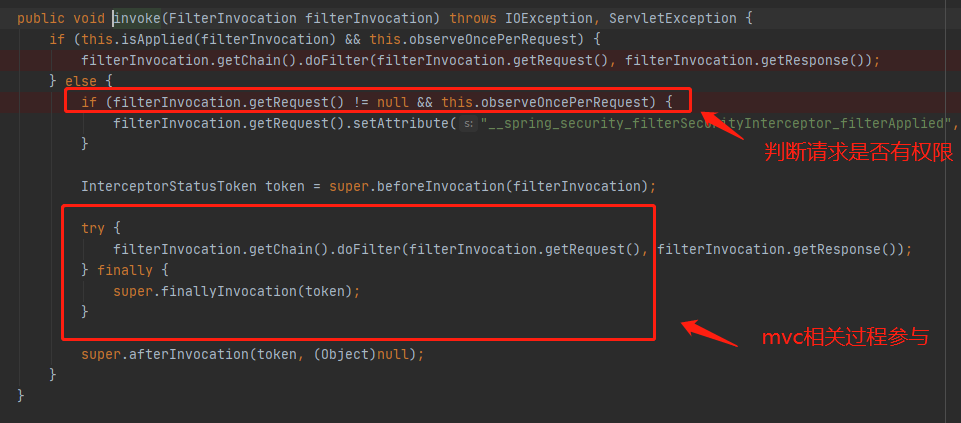 public void invoke(FilterInvocation filterInvocation) throws IOException, ServletException {
if (this.isApplied(filterInvocation) && this.observeOncePerRequest) {
filterInvocation.getChain().doFilter(filterInvocation.getRequest(), filterInvocation.getResponse());
} else {
if (filterInvocation.getRequest() != null && this.observeOncePerRequest) {
filterInvocation.getRequest().setAttribute( s: "__spring_security_filterSecurityInterceptor_filterApplied",
}
判断请求是否有权限
InterceptorStatusToken token = super.beforeInvocation(filterInvocation);
try {
filterInvocation.getChain().doFilter(filterInvocation.getRequest(), filterInvocation.getResponse());
} finally {
super.finallyInvocation(token);
}
mvc相关过程参与
super.afterInvocation(token, (Object)null);
}
}